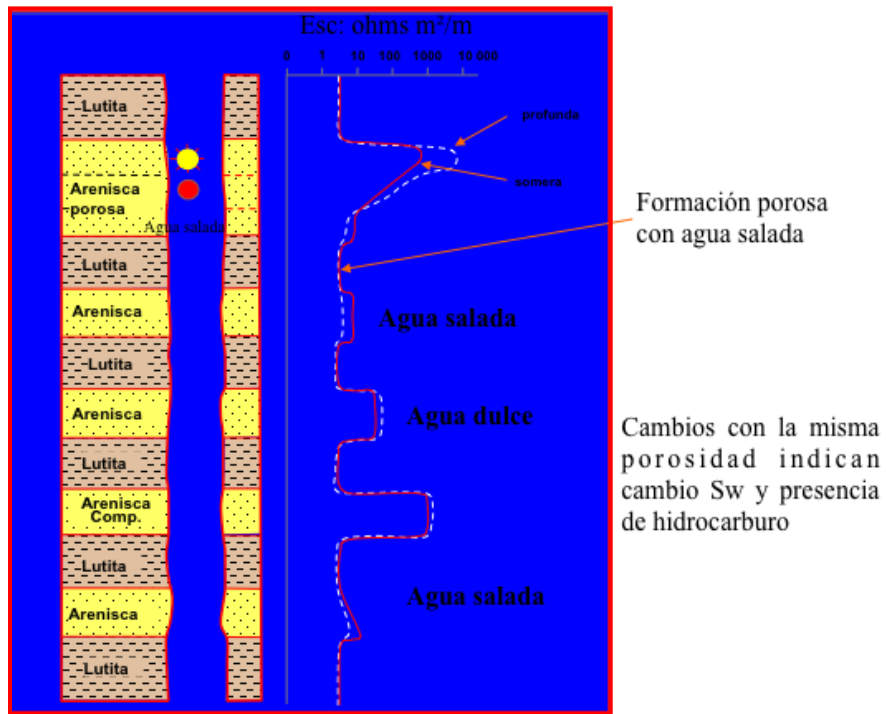 Esc: ohms m²/m
0 1 10 100 1000 10 000
Lutita
profunda
somera
Arenisca
porosa
Agua salada
Formación porosa
con agua salada
Lutita
Arenisca
Agua salada
Lutita
Arenisca
Agua dulce
Lutita
Cambios con la misma
porosidad indican
cambio Sw y presencia
de hidrocarburo
Arenisca
Comp.
Lutita
Agua salada
Arenisca
Lutita